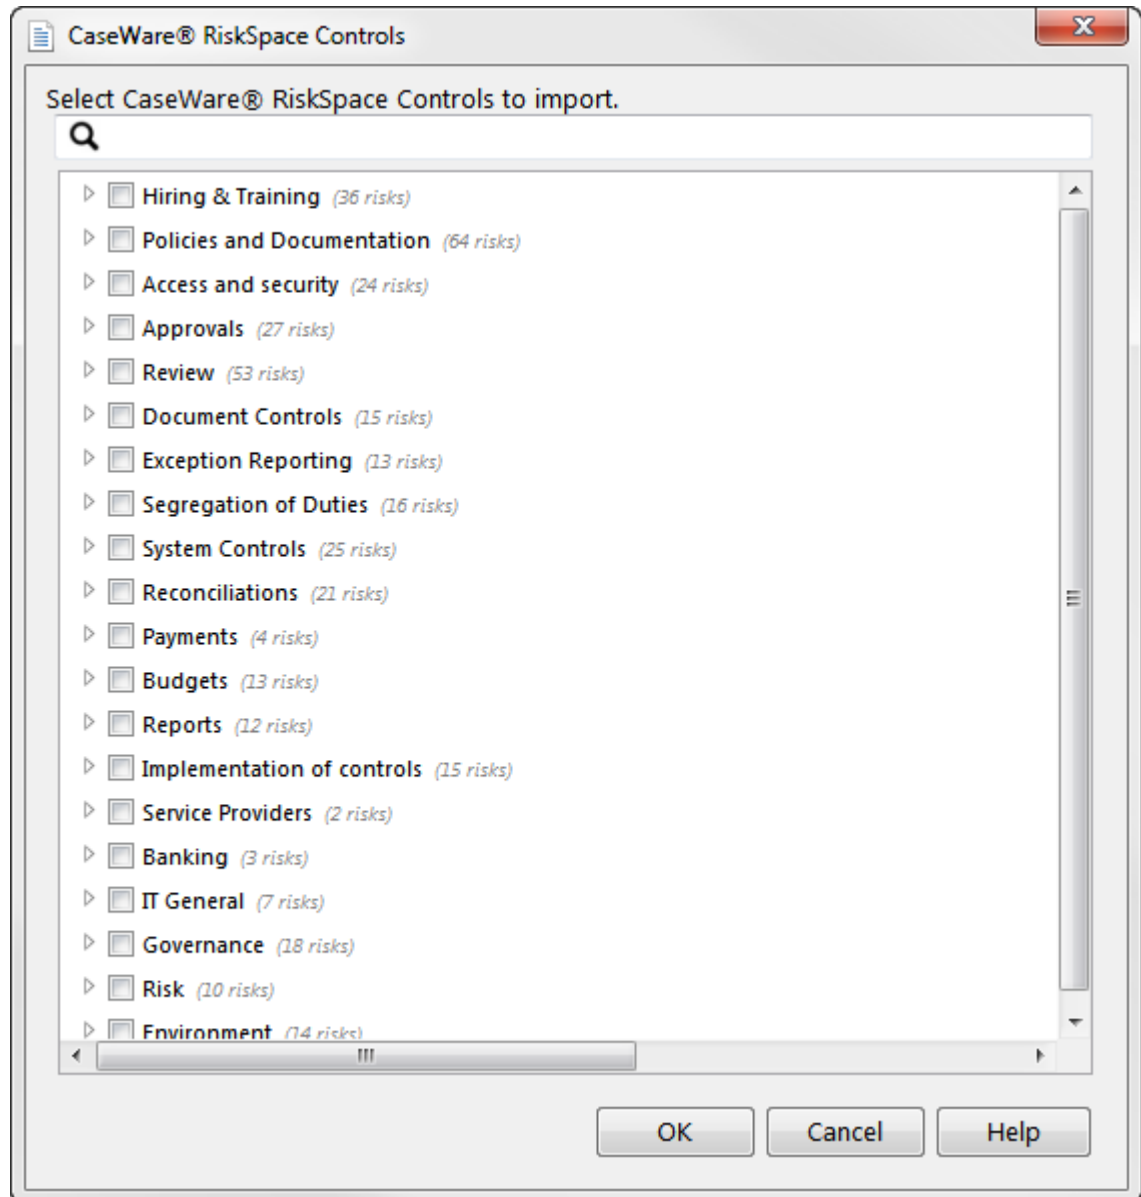 CaseWare® RiskSpace Controls
Select CaseWare® RiskSpace Controls to import.
Hiring & Training (36 risks)
Policies and Documentation (64 risks)
Access and security (24 risks)
Approvals (27 risks)
Review (53 risks)
Document Controls (15 risks)
Exception Reporting (13 risks)
Segregation of Duties (16 risks)
System Controls (25 risks)
Reconciliations (21 risks)
Payments (4 risks)
Budgets (13 risks)
Reports (12 risks)
Implementation of controls (15 risks)
Service Providers (2 risks)
Banking (3 risks)
IT General (7 risks)
Governance (18 risks)
Risk (10 risks)
Environment (14 risks)
OK Cancel Help